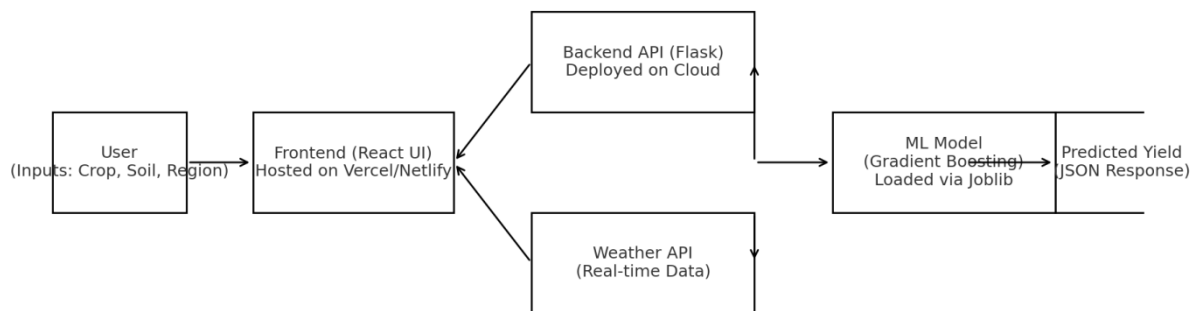 User
(Inputs: Crop, Soil, Region)
Frontend (React UI)
Hosted on Vercel/Netlify
Backend API (Flask)
Deployed on Cloud
Weather API
(Real-time Data)
ML Model
(Gradient Boosting)
Loaded via Joblib
Predicted Yield
(JSON Response)